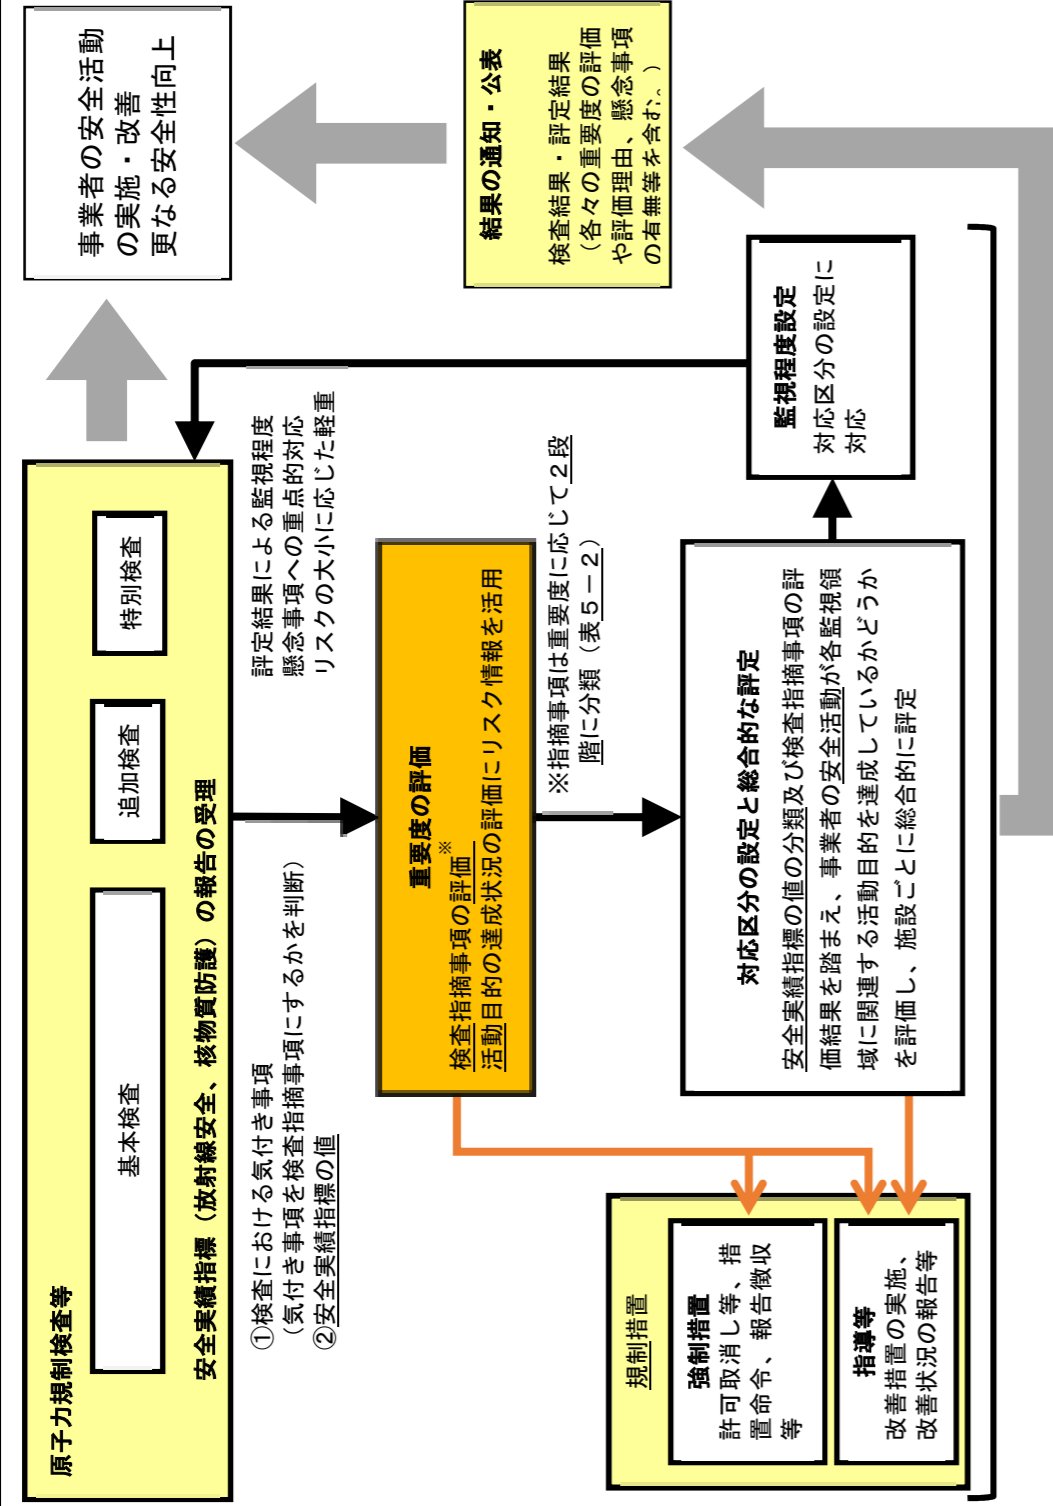 原子力規制検査等
基本検査
追加検査
特別検査
安全実績指標（放射線安全、核物質防護）の報告の受理
事業者の安全活動
の実施・改善
更なる安全性向上
①検査における気付き事項
（気付き事項を検査指摘事項にするかを判断）
②安全実績指標の値
評定結果による監視程度
懸念事項への重点的対応
リスクの大小に応じた軽重
重要度の評価
検査指摘事項の評価※
活動目的の達成状況の評価にリスク情報を活用
※指摘事項は重要度に応じて２段
階に分類（表５－２）
結果の通知・公表
検査結果・評定結果
（各々の重要度の評価
や評価理由、懸念事項
の有無等を含む。）
規制措置
強制措置
許可取消し等、措
置命令、報告徴収
等
指導等
改善措置の実施、
改善状況の報告等
対応区分の設定と総合的な評定
安全実績指標の値の分類及び検査指摘事項の評
価結果を踏まえ、事業者の安全活動が各監視領
域に関連する活動目的を達成しているかどうか
を評価し、施設ごとに総合的に評定
監視程度設定
対応区分の設定に
対応